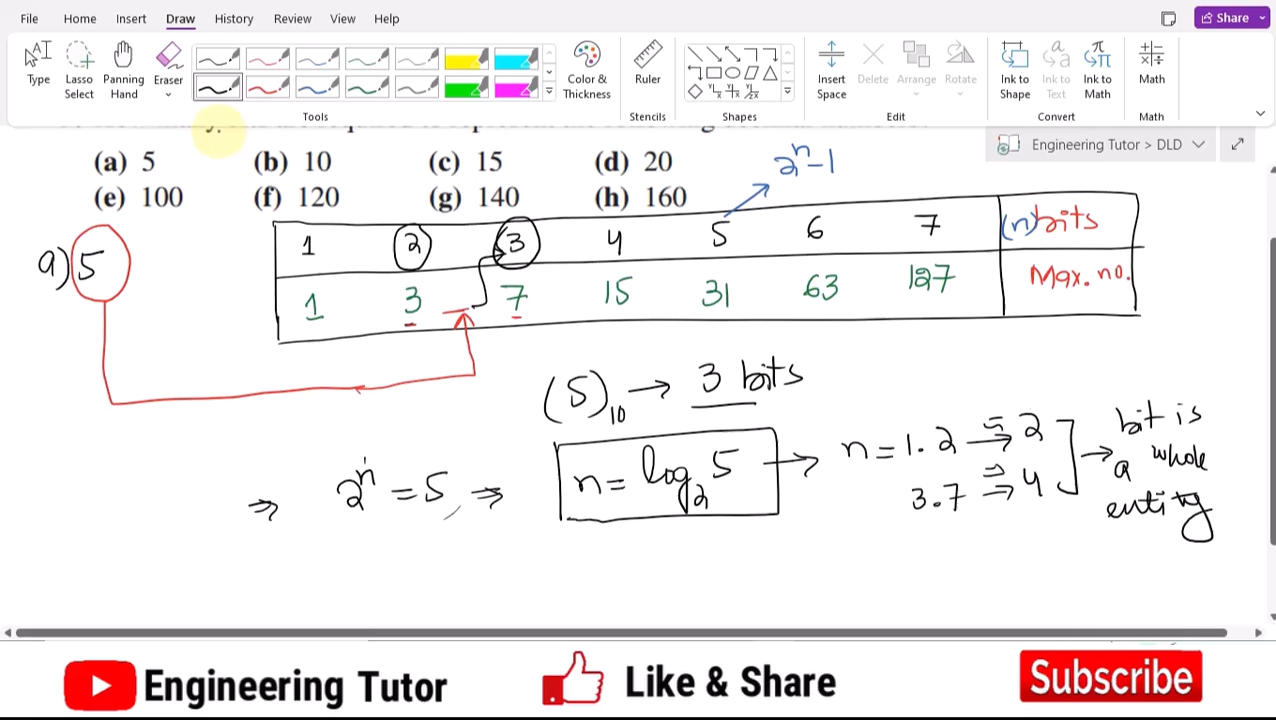 File Home Insert Draw History Review View Help Share
Type Lasso Select Panning Hand Eraser Color & Thickness Ruler Insert Space Delete Arrange Rotate Ink to Shape Ink to Text Ink to Math Math
Tools Stencils Shapes Edit Convert Math
Engineering Tutor > DLD
(a) 5 (b) 10 (c) 15 (d) 20
(e) 100 (f) 120 (g) 140 (h) 160
2^n-1
1 2 3 4 5 6 7 (n) bits
a) 5
1 3 7 15 31 63 127 Max. no.
(5)10 → 3 bits
⇒ 2^n = 5, ⇒ n = log2 5 → n = 1.2 ⇒ 2
3.7 ⇒ 4
→ bit is
a whole
entity
Engineering Tutor Like & Share Subscribe